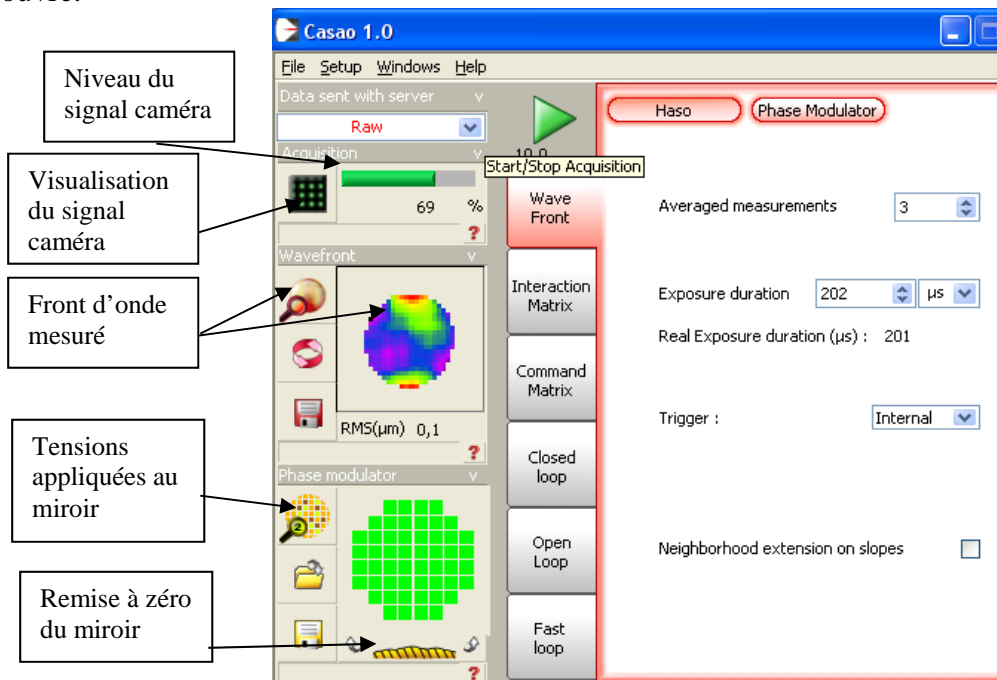 ouvre.
Niveau du
signal caméra
Visualisation
du signal
caméra
Front d’onde
mesuré
Tensions
appliquées au
miroir
Remise à zéro
du miroir
Casao 1.0
File Setup Windows Help
Data sent with server v
Raw
Acquisition v
69 %
?
Wavefront v
RMS(µm) 0,1
?
Phase modulator v
2
?
10.0
Start/Stop Acquisition
Wave
Front
Interaction
Matrix
Command
Matrix
Closed
loop
Open
Loop
Fast
loop
Haso
Phase Modulator
Averaged measurements 3
Exposure duration 202 µs
Real Exposure duration (µs) : 201
Trigger : Internal
Neighborhood extension on slopes